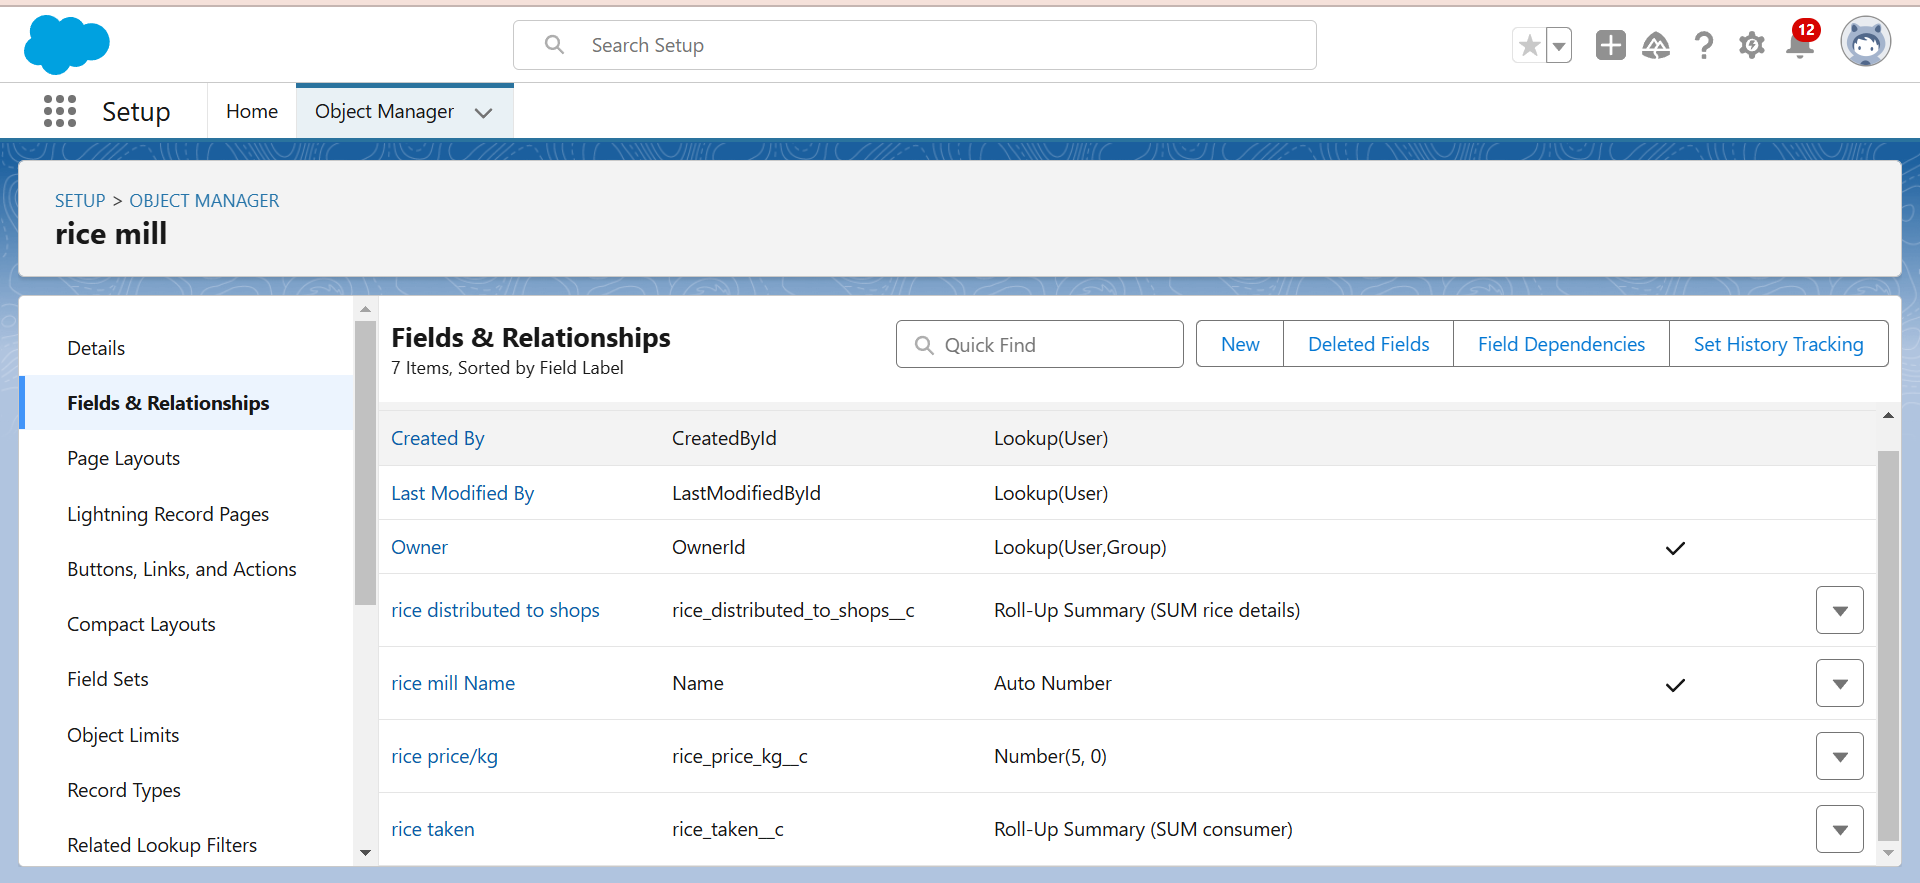 Search Setup
12
Setup
Home
Object Manager
SETUP > OBJECT MANAGER
rice mill
Details
Fields & Relationships
Page Layouts
Lightning Record Pages
Buttons, Links, and Actions
Compact Layouts
Field Sets
Object Limits
Record Types
Related Lookup Filters
Fields & Relationships
7 Items, Sorted by Field Label
Quick Find
New
Deleted Fields
Field Dependencies
Set History Tracking
Created By CreatedById Lookup(User)
Last Modified By LastModifiedById Lookup(User)
Owner OwnerId Lookup(User,Group)
rice distributed to shops rice_distributed_to_shops__c Roll-Up Summary (SUM rice details)
rice mill Name Name Auto Number
rice price/kg rice_price_kg__c Number(5, 0)
rice taken rice_taken__c Roll-Up Summary (SUM consumer)